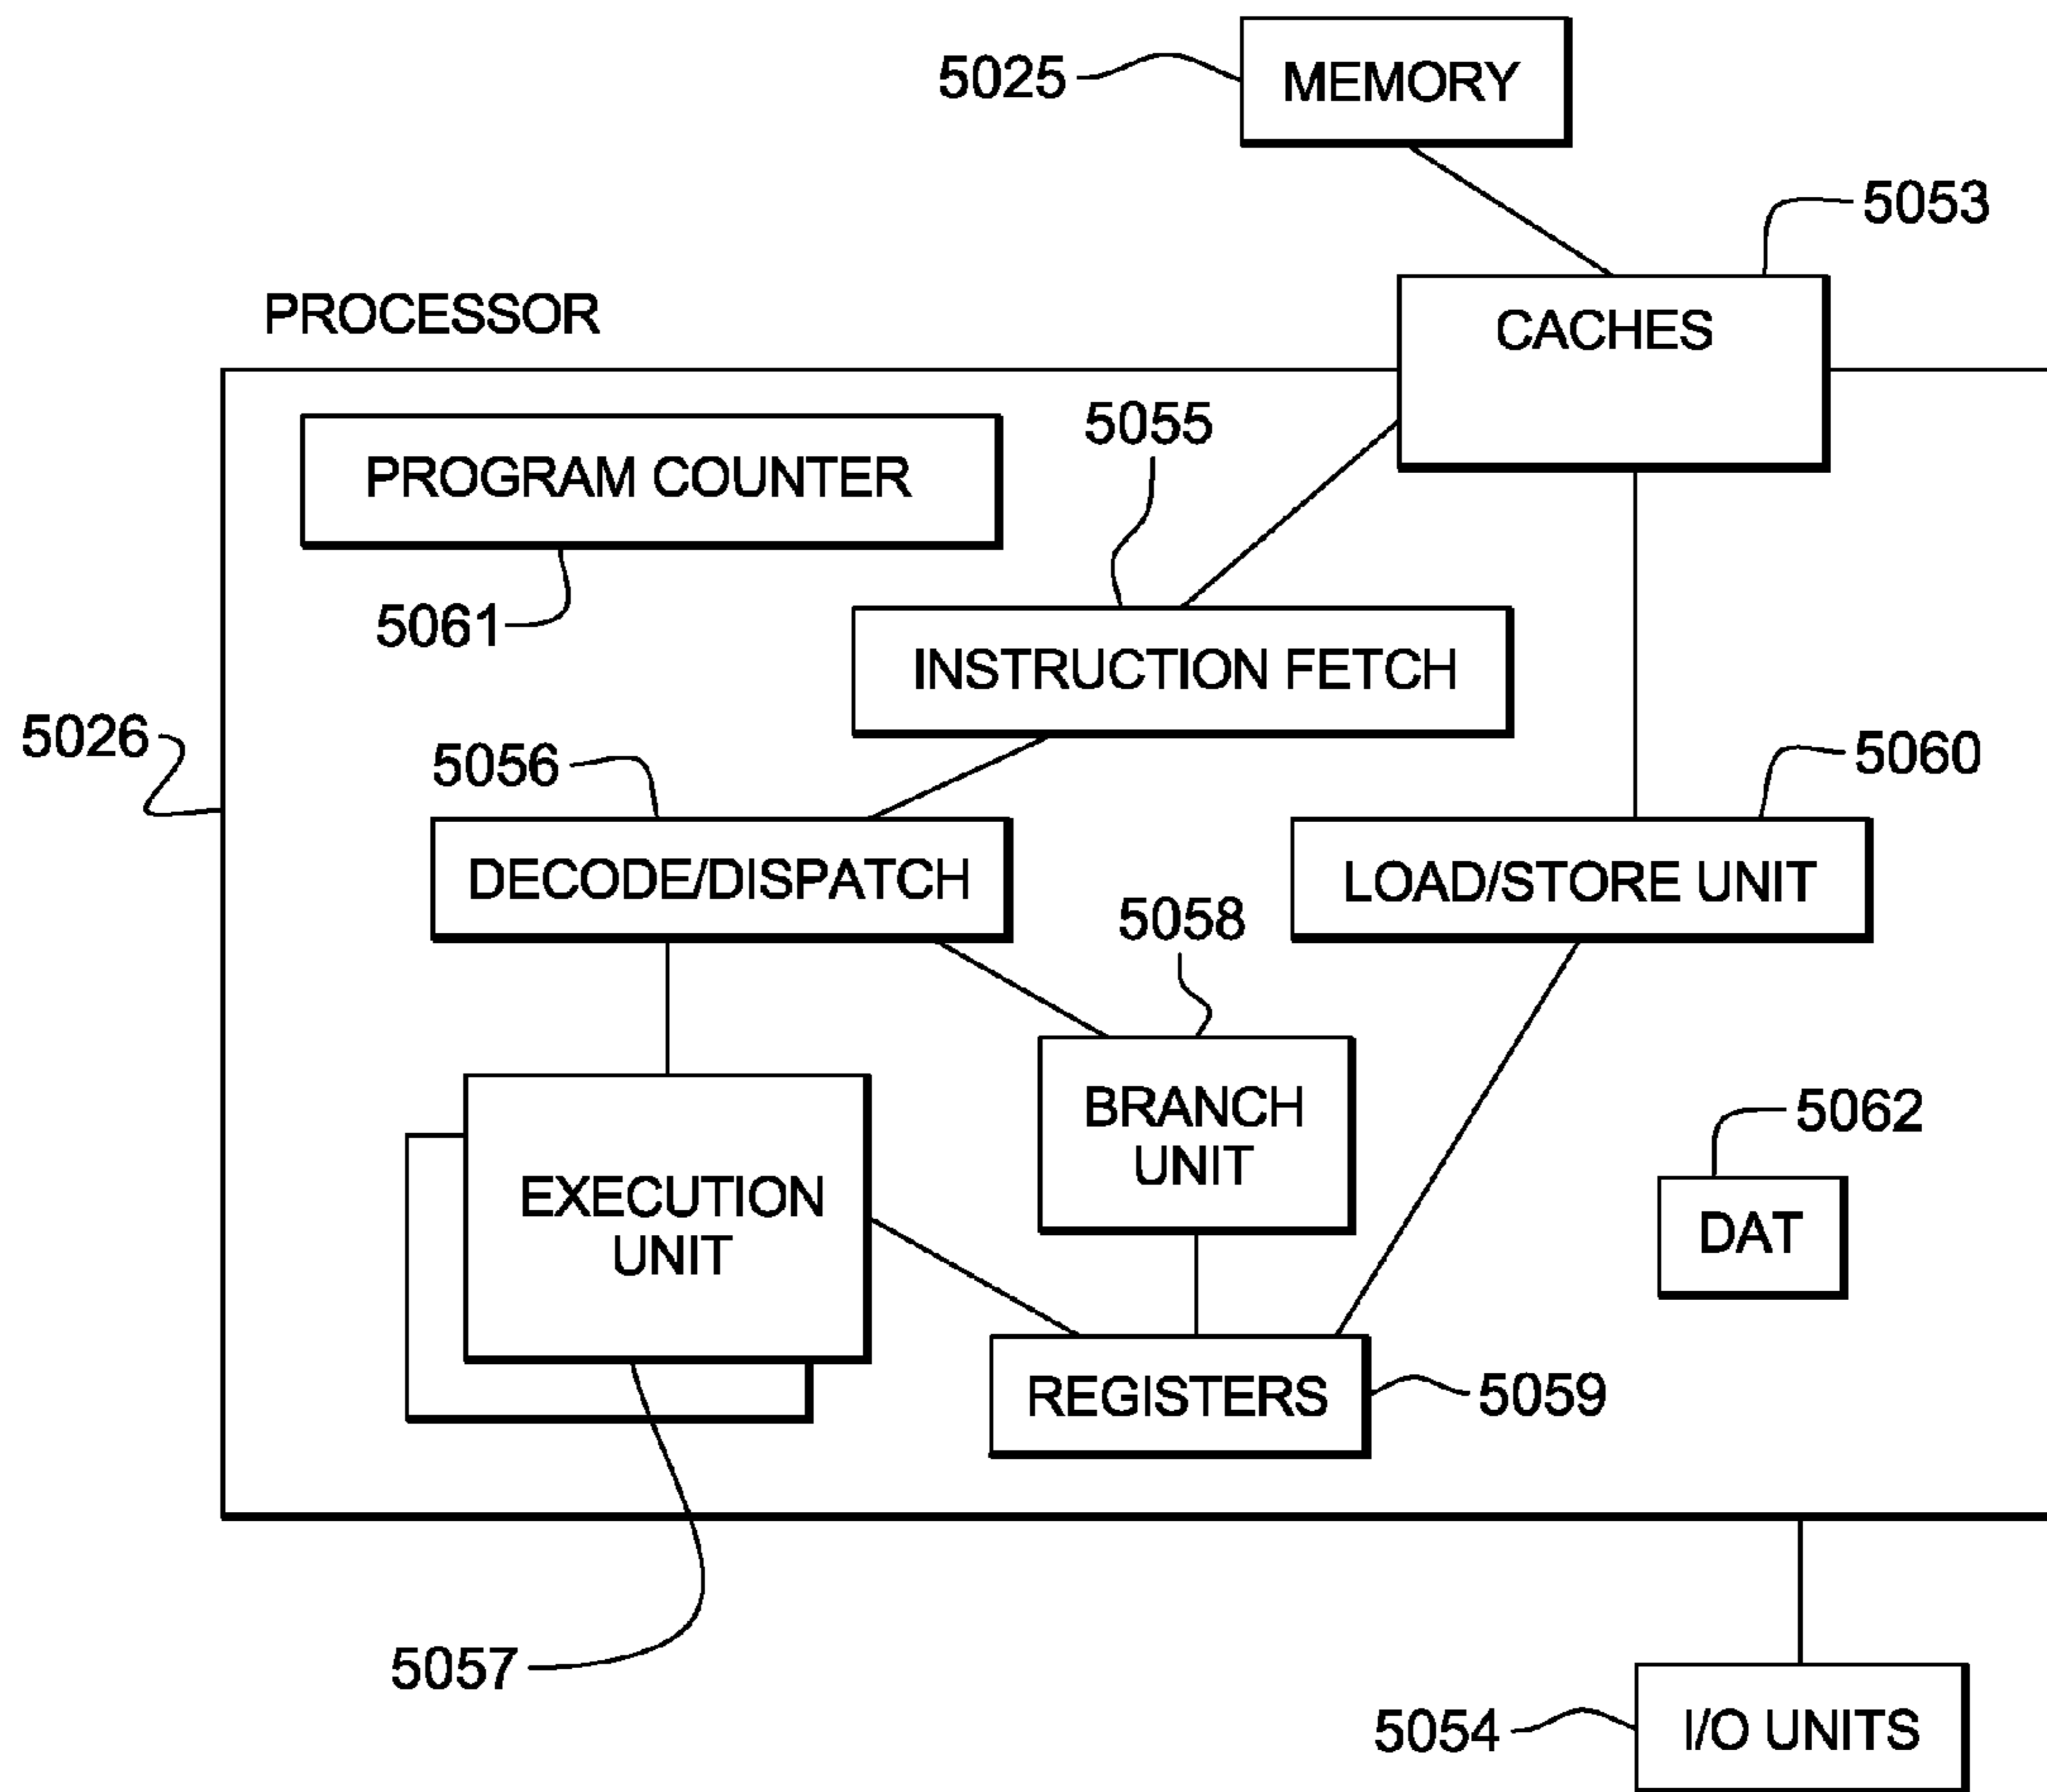 5025
MEMORY
5053
PROCESSOR
CACHES
5055
PROGRAM COUNTER
5061
INSTRUCTION FETCH
5026
5056
5060
DECODE/DISPATCH
LOAD/STORE UNIT
5058
BRANCH
UNIT
5062
EXECUTION
UNIT
DAT
REGISTERS
5059
5057
5054
I/O UNITS